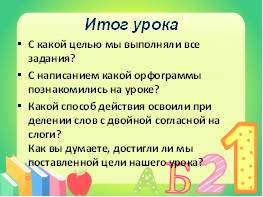 Итог урока
• С какой целью мы выполняли все
задания?
• С написанием какой орфограммы
познакомились на уроке?
• Какой способ действия освоили при
делении слов с двойной согласной на
слоги?
Как вы думаете, достигли ли мы
поставленной цели нашего урока?
А Б 2 1